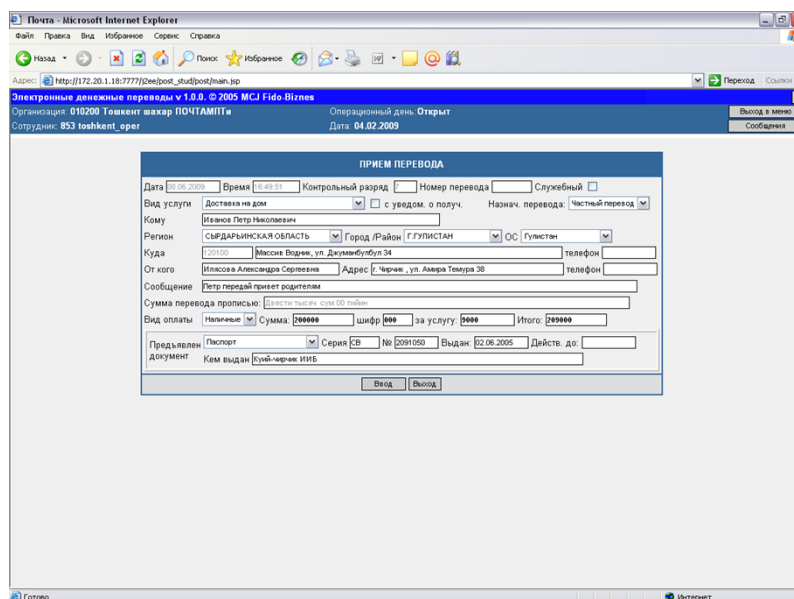 Почта - Microsoft Internet Explorer
Файл Правка Вид Избранное Сервис Справка
Назад Поиск Избранное
Адрес: http://172.20.1.18:7777/j2ee/post_stud/post/main.jsp Переход Ссылки
Электронные денежные переводы v 1.0.0. © 2005 MCJ Fido-Biznes
Организация: 010200 Тошкент шахар ПОЧТАМПТи Операционный день: Открыт Выход в меню
Сотрудник: 853 toshkent_oper Дата: 04.02.2009 Сообщения
ПРИЕМ ПЕРЕВОДА
Дата 08.06.2009 Время 16:49:51 Контрольный разряд 7 Номер перевода Служебный
Вид услуги Доставка на дом с уведом. о получ. Назнач. перевода: Частный перевод
Кому Иванов Петр Николаевич
Регион СЫРДАРЬИНСКАЯ ОБЛАСТЬ Город /Район Г.ГУЛИСТАН ОС Гулистан
Куда 120100 Массив Водник, ул. Джуманбулбул 34 телефон
От кого Илясова Александра Сергеевна Адрес г. Чирчик , ул. Амира Темура 38 телефон
Сообщение Петр передай привет родителям
Сумма перевода прописью: Двести тысяч сум 00 тийин
Вид оплаты Наличные Сумма: 200000 шифр 000 за услугу: 9000 Итого: 209000
Предъявлен Паспорт Серия СВ № 2091050 Выдан: 02.06.2005 Действ. до:
документ Кем выдан Куий-чирчик ИИБ
Ввод Выход
Готово Интернет